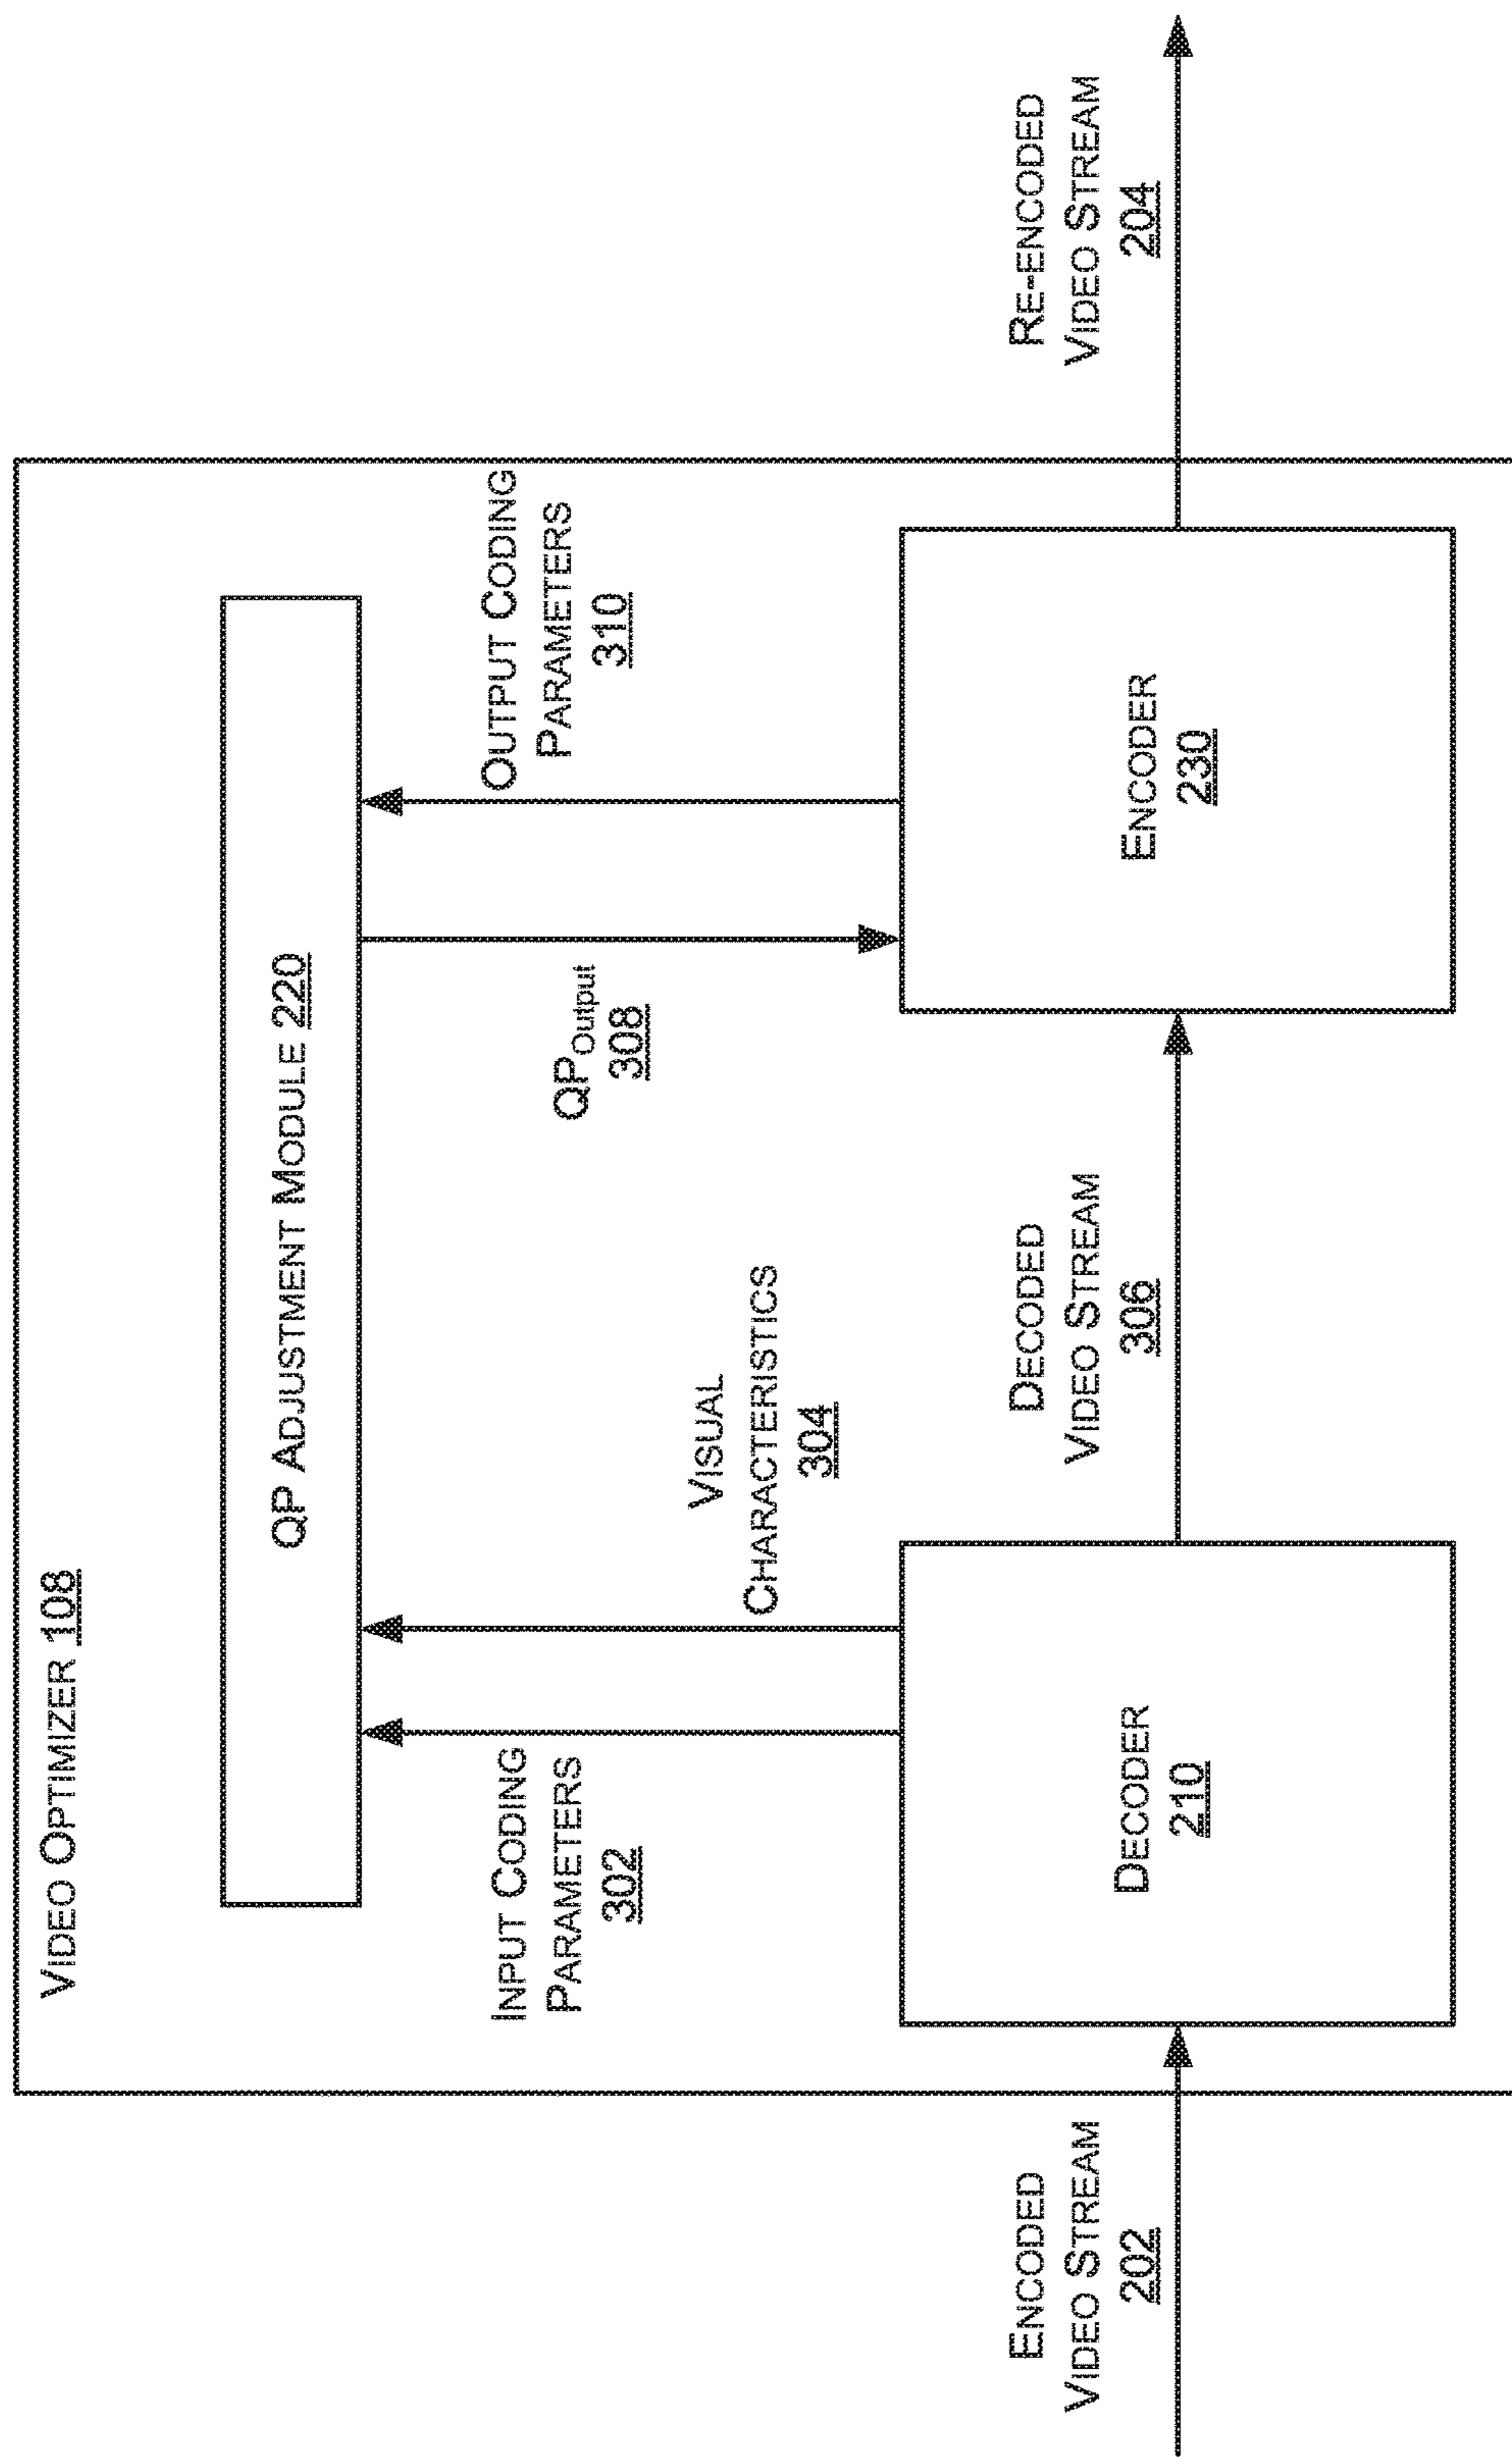 VIDEO OPTIMIZER 108
QP ADJUSTMENT MODULE 220
INPUT CODING
PARAMETERS
302
VISUAL
CHARACTERISTICS
304
QPOutput
308
OUTPUT CODING
PARAMETERS
310
ENCODED
VIDEO STREAM
202
DECODER
210
DECODED
VIDEO STREAM
306
ENCODER
230
RE-ENCODED
VIDEO STREAM
204